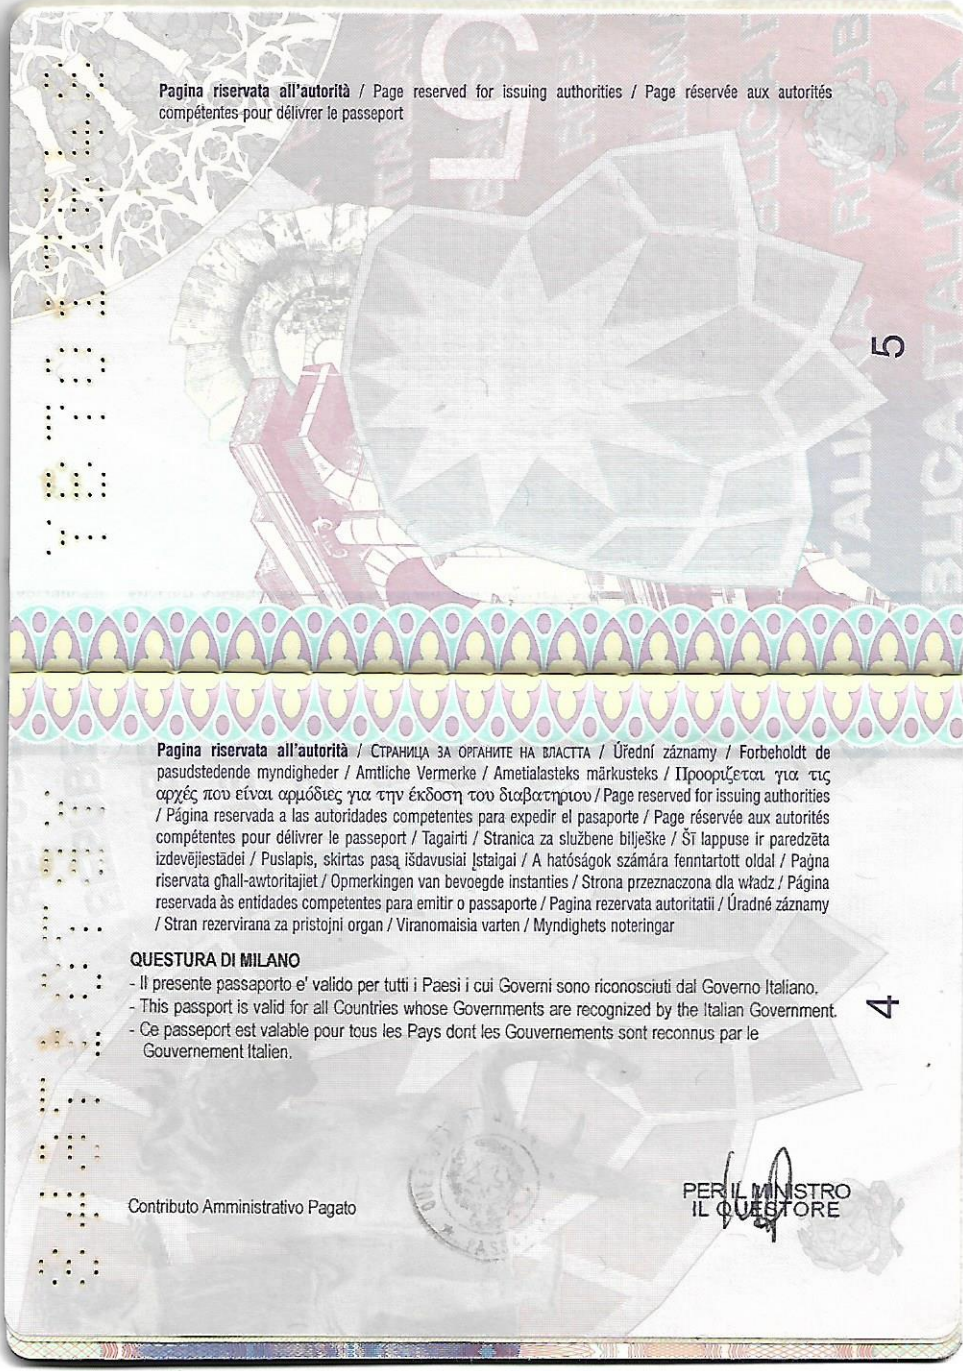 Pagina riservata all'autorità / Page reserved for issuing authorities / Page réservée aux autorités
compétentes pour délivrer le passeport
5
5
Pagina riservata all'autorità / СТРАНИЦА ЗА ОРГАНИТЕ НА ВЛАСТТА / Úřední záznamy / Forbeholdt de
pasudstedende myndigheder / Amtliche Vermerke / Ametialasteks märkusteks / Προορίζεται για τις
αρχές που είναι αρμόδιες για την έκδοση του διαβατηρίου / Page reserved for issuing authorities
/ Página reservada a las autoridades competentes para expedir el pasaporte / Page réservée aux autorités
compétentes pour délivrer le passeport / Tagairtí / Stranica za službene bilješke / Šī lappuse ir paredzēta
izdevējiestādei / Puslapis, skirtas pasą išdavusiai Įstaigai / A hatóságok számára fenntartott oldal / Paġna
riservata għall-awtoritajiet / Opmerkingen van bevoegde instanties / Strona przeznaczona dla władz / Página
reservada às entidades competentes para emitir o passaporte / Pagina rezervata autoritatii / Úradné záznamy
/ Stran rezervirana za pristojni organ / Viranomaisia varten / Myndighets noteringar
QUESTURA DI MILANO
- Il presente passaporto e' valido per tutti i Paesi i cui Governi sono riconosciuti dal Governo Italiano.
- This passport is valid for all Countries whose Governments are recognized by the Italian Government.
- Ce passeport est valable pour tous les Pays dont les Gouvernements sont reconnus par le
Gouvernement Italien.
4
Contributo Amministrativo Pagato
PER IL MINISTRO
IL QUESTORE